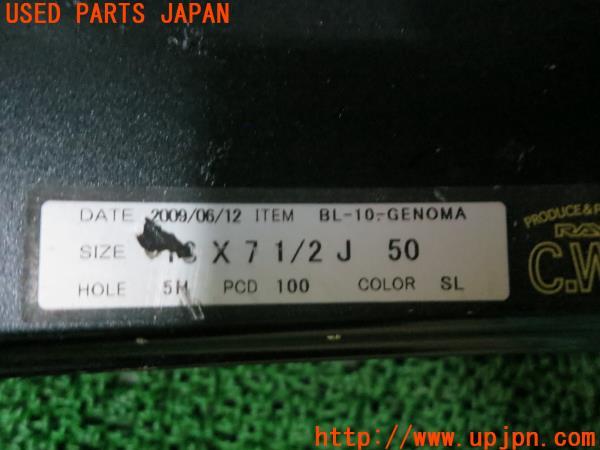 USED PARTS JAPAN
DATE 2009/06/12 ITEM BL-10-GENOMA
SIZE X 7 1/2 J 50
HOLE 5H PCD 100 COLOR SL
PRODUCE &
C.W
http://www.upjpn.com/